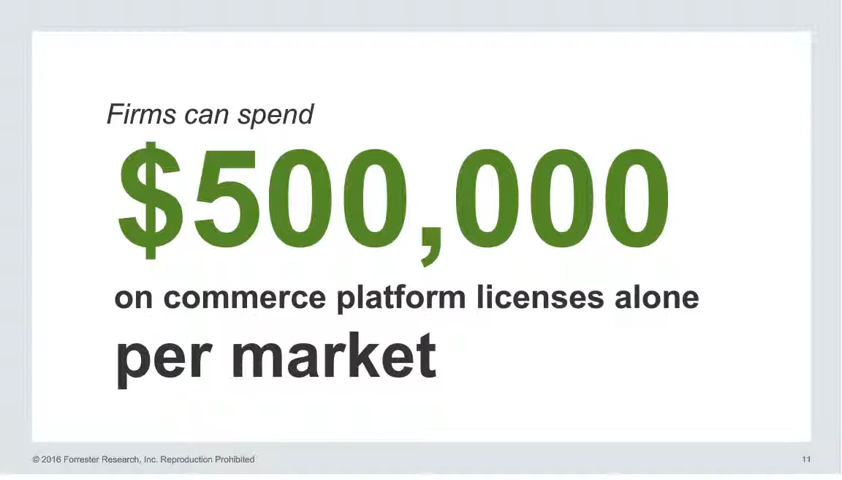 Firms can spend
$500,000
on commerce platform licenses alone
per market
© 2016 Forrester Research, Inc. Reproduction Prohibited
11